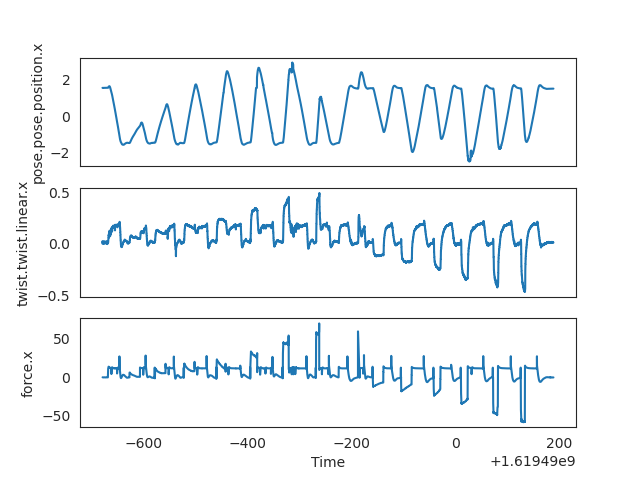 pose.pose.position.x
2
0
−2
twist.twist.linear.x
0.5
0.0
−0.5
force.x
50
0
−50
−600 −400 −200 0 200
Time
+1.61949e9